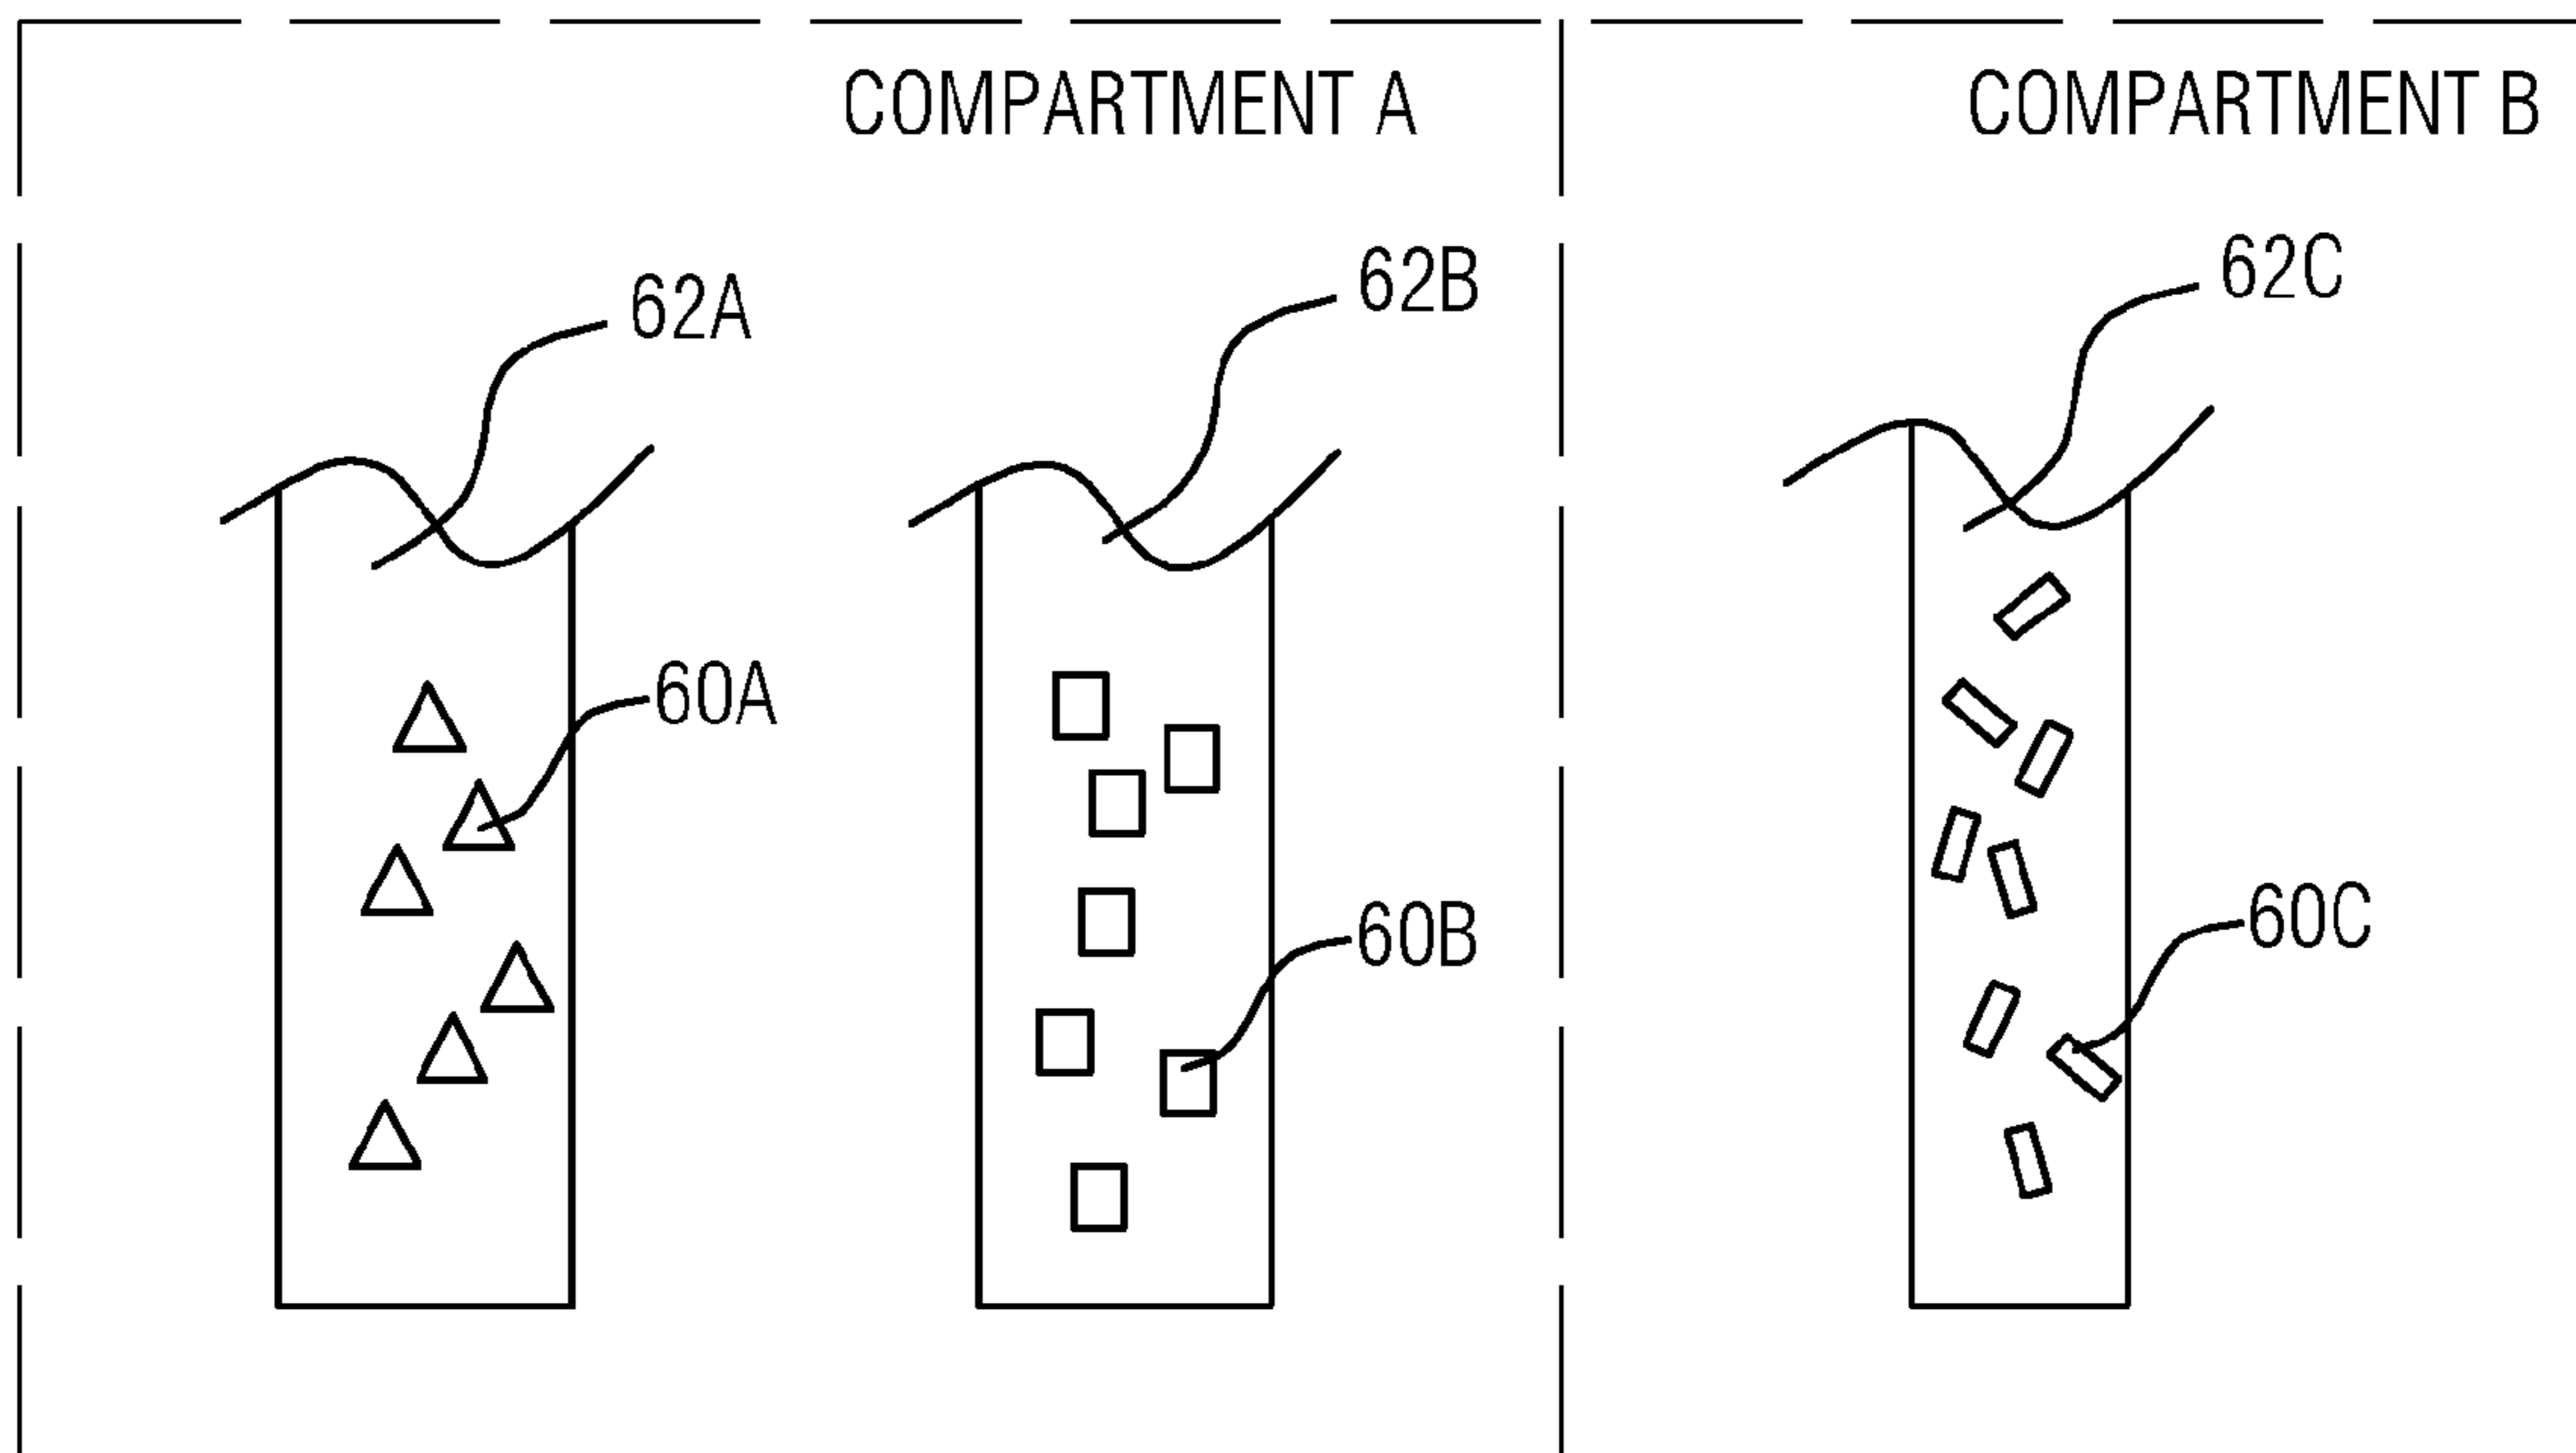 COMPARTMENT A
COMPARTMENT B
62A
62B
62C
60A
60B
60C